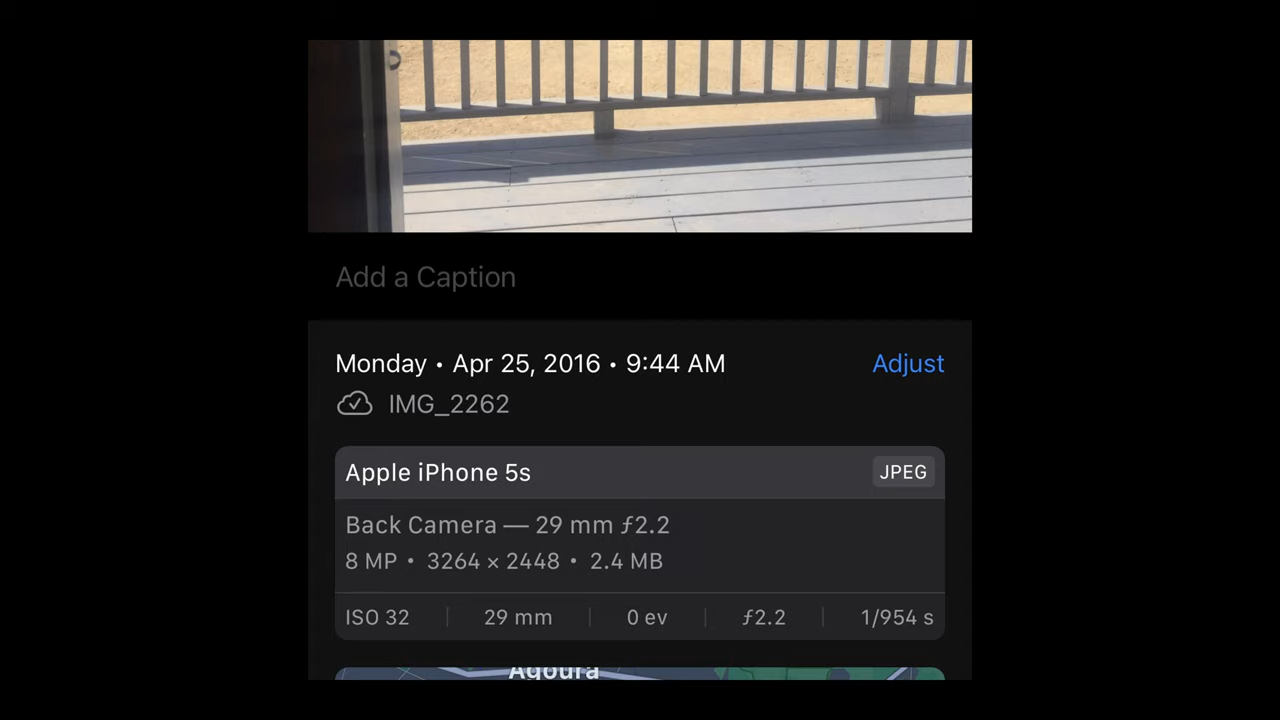 Add a Caption
Monday • Apr 25, 2016 • 9:44 AM
Adjust
IMG_2262
Apple iPhone 5s
JPEG
Back Camera — 29 mm ƒ2.2
8 MP • 3264 × 2448 • 2.4 MB
ISO 32 | 29 mm | 0 ev | ƒ2.2 | 1/954 s
Agoura